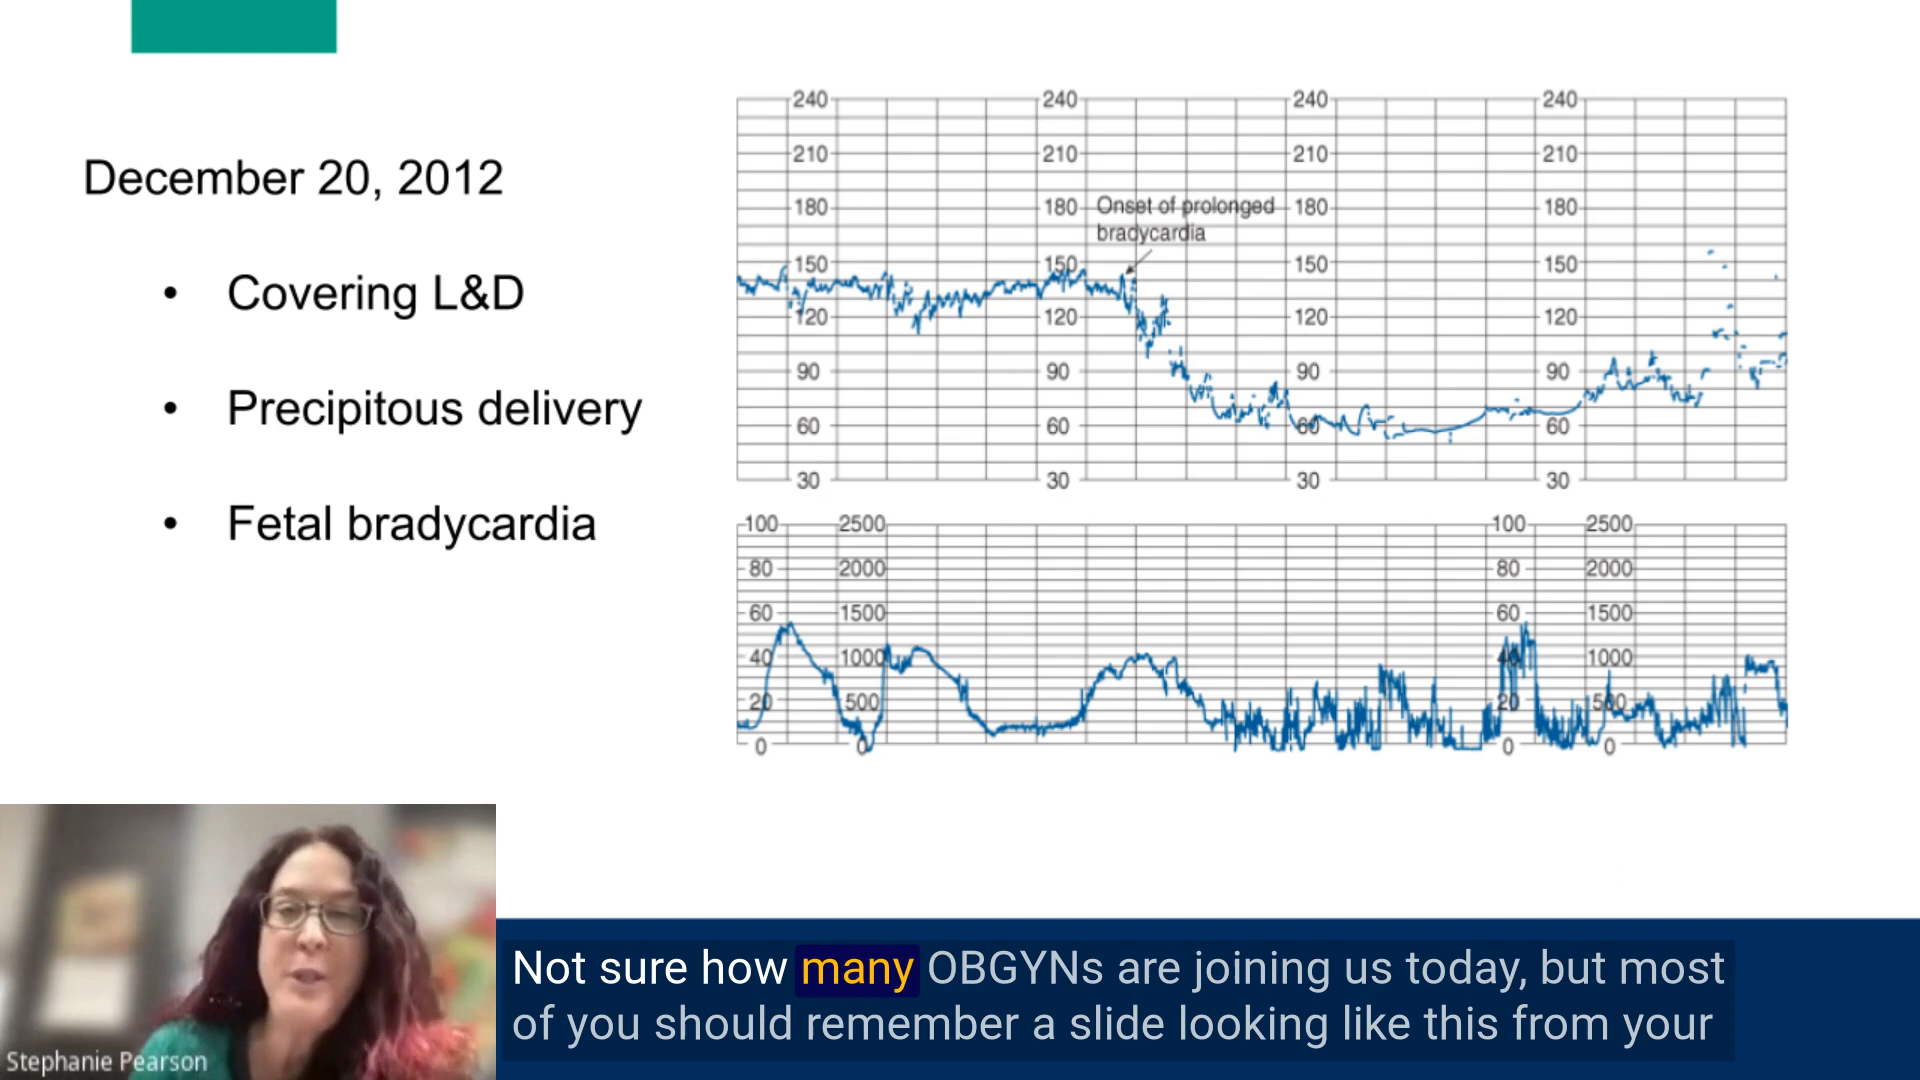 December 20, 2012
• Covering L&D
• Precipitous delivery
• Fetal bradycardia
240 240 240 240
210 210 210 210
180 180 Onset of prolonged 180 180
bradycardia
150 150 150 150
120 120 120 120
90 90 90 90
60 60 60 60
30 30 30 30
100 2500 100 2500
80 2000 80 2000
60 1500 60 1500
40 1000 40 1000
20 500 20 500
0 0 0 0
Stephanie Pearson
Not sure how many OBGYNs are joining us today, but most
of you should remember a slide looking like this from your